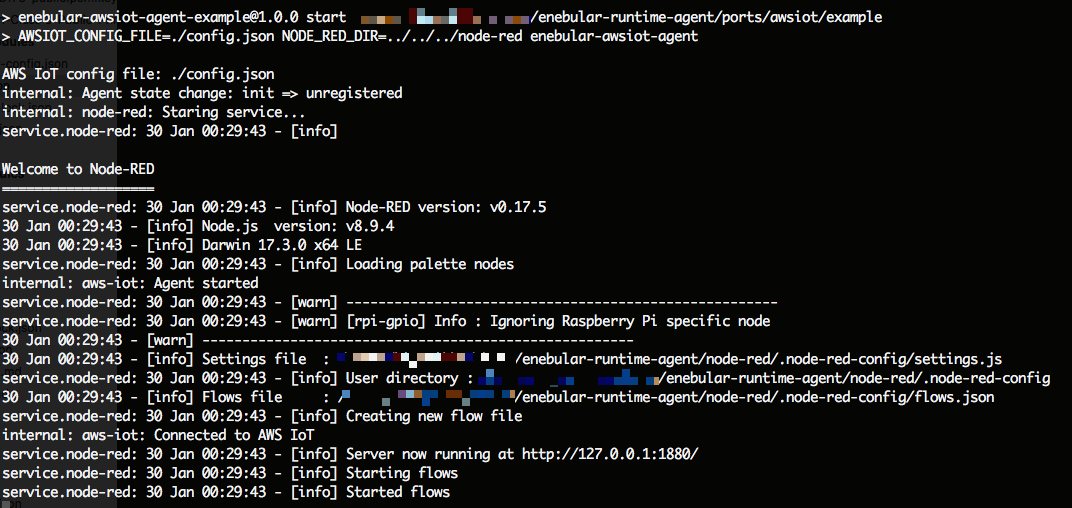 > enebular-awsiot-agent-example@1.0.0 start /enebular-runtime-agent/ports/awsiot/example
> AWSIOT_CONFIG_FILE=./config.json NODE_RED_DIR=../../../node-red enebular-awsiot-agent
AWS IoT config file: ./config.json
internal: Agent state change: init => unregistered
internal: node-red: Staring service...
service.node-red: 30 Jan 00:29:43 - [info]
Welcome to Node-RED
===================
service.node-red: 30 Jan 00:29:43 - [info] Node-RED version: v0.17.5
30 Jan 00:29:43 - [info] Node.js  version: v8.9.4
30 Jan 00:29:43 - [info] Darwin 17.3.0 x64 LE
service.node-red: 30 Jan 00:29:43 - [info] Loading palette nodes
internal: aws-iot: Agent started
service.node-red: 30 Jan 00:29:43 - [warn] ------------------------------------------------------
service.node-red: 30 Jan 00:29:43 - [warn] [rpi-gpio] Info : Ignoring Raspberry Pi specific node
30 Jan 00:29:43 - [warn] ------------------------------------------------------
30 Jan 00:29:43 - [info] Settings file  : /enebular-runtime-agent/node-red/.node-red-config/settings.js
service.node-red: 30 Jan 00:29:43 - [info] User directory : /enebular-runtime-agent/node-red/.node-red-config
30 Jan 00:29:43 - [info] Flows file     : / /enebular-runtime-agent/node-red/.node-red-config/flows.json
service.node-red: 30 Jan 00:29:43 - [info] Creating new flow file
internal: aws-iot: Connected to AWS IoT
service.node-red: 30 Jan 00:29:43 - [info] Server now running at http://127.0.0.1:1880/
service.node-red: 30 Jan 00:29:43 - [info] Starting flows
service.node-red: 30 Jan 00:29:43 - [info] Started flows